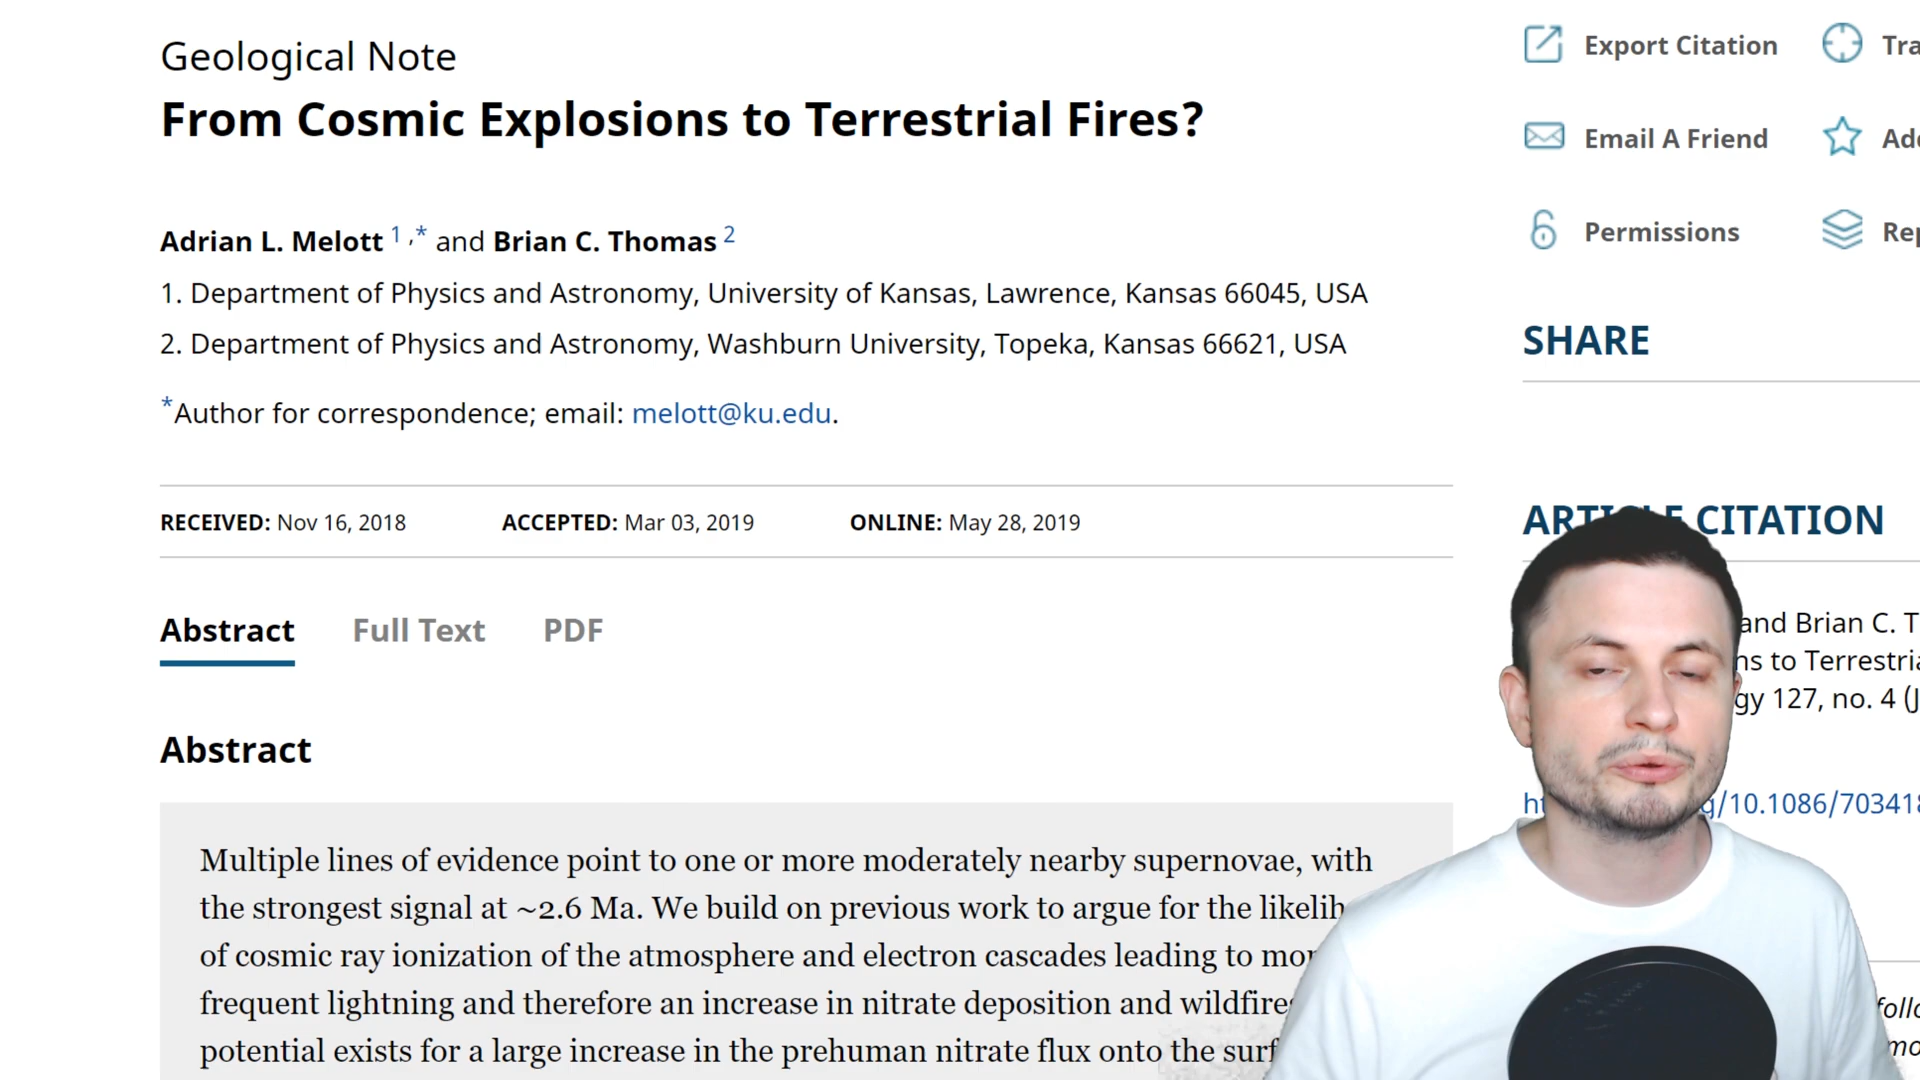 Geological Note
From Cosmic Explosions to Terrestrial Fires?
Adrian L. Melott 1,* and Brian C. Thomas 2
1. Department of Physics and Astronomy, University of Kansas, Lawrence, Kansas 66045, USA
2. Department of Physics and Astronomy, Washburn University, Topeka, Kansas 66621, USA
*Author for correspondence; email: melott@ku.edu.
RECEIVED: Nov 16, 2018 ACCEPTED: Mar 03, 2019 ONLINE: May 28, 2019
Abstract Full Text PDF
Abstract
Multiple lines of evidence point to one or more moderately nearby supernovae, with
the strongest signal at ~2.6 Ma. We build on previous work to argue for the
of cosmic ray ionization of the atmosphere and electron cascades leading to
frequent lightning and therefore an increase in nitrate deposition and
potential exists for a large increase in the prehuman nitrate flux onto the
Export Citation
Email A Friend
Permissions
SHARE
CITATION
and Brian C.
to
127, no. 4
/10.1086/70341